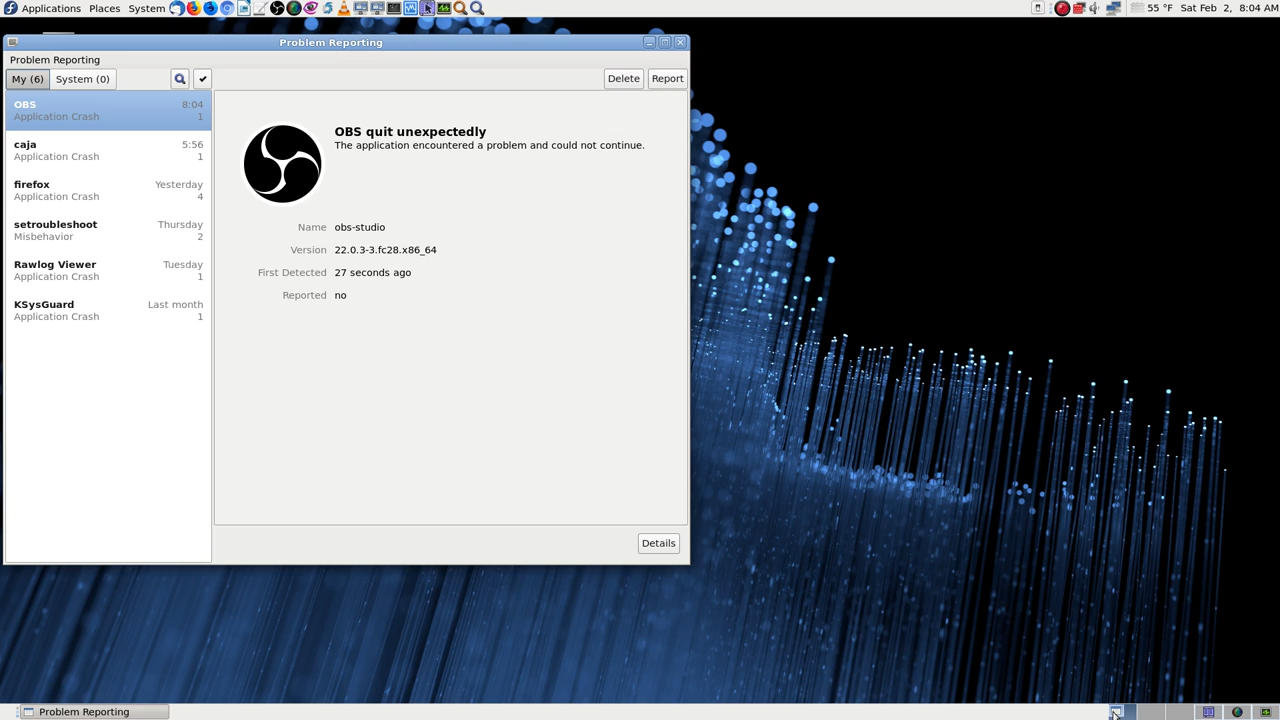 Applications Places System 55 °F Sat Feb 2, 8:04 AM
Problem Reporting
Problem Reporting
My (6) System (0) Delete Report
OBS 8:04
Application Crash 1
caja 5:56
Application Crash 1
firefox Yesterday
Application Crash 4
setroubleshoot Thursday
Misbehavior 2
Rawlog Viewer Tuesday
Application Crash 1
KSysGuard Last month
Application Crash 1
OBS quit unexpectedly
The application encountered a problem and could not continue.
Name obs-studio
Version 22.0.3-3.fc28.x86_64
First Detected 27 seconds ago
Reported no
Details
Problem Reporting